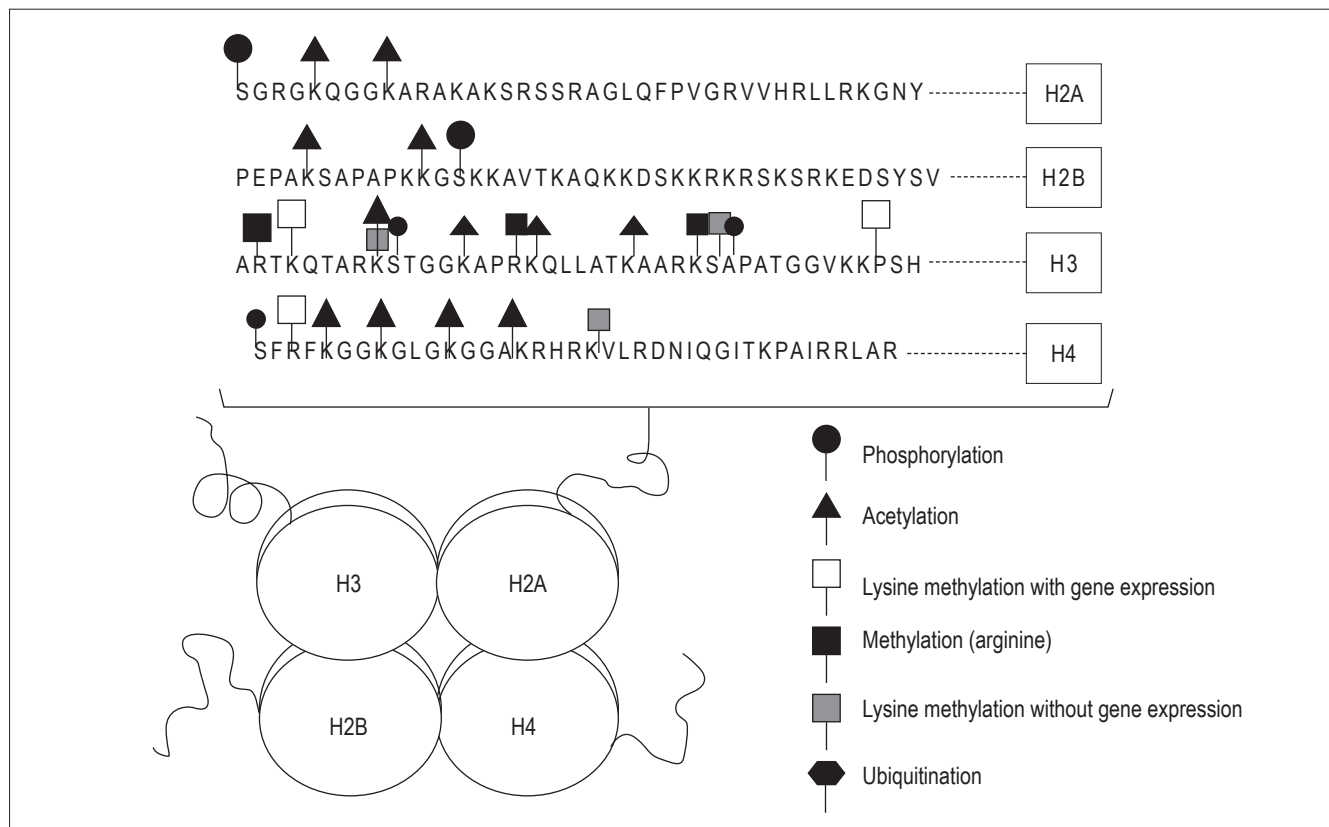 SGRGKQGGKARAKAKSRSSRAGLQFPVGRVVHRLLRKGNY
H2A
PEPAKSAPAPKKGSKKAVTKAQKKDSKKRKRSKSRKEDSYSV
H2B
ARTKQTARKSTGGKAPRKQLLATKAARKSAPATGGVKKPSH
H3
SFRFKGGKGLGKGGAKRHRKVLRDNIQGITKPAIRRLAR
H4
Phosphorylation
Acetylation
Lysine methylation with gene expression
Methylation (arginine)
Lysine methylation without gene expression
Ubiquitination
H3
H2A
H2B
H4